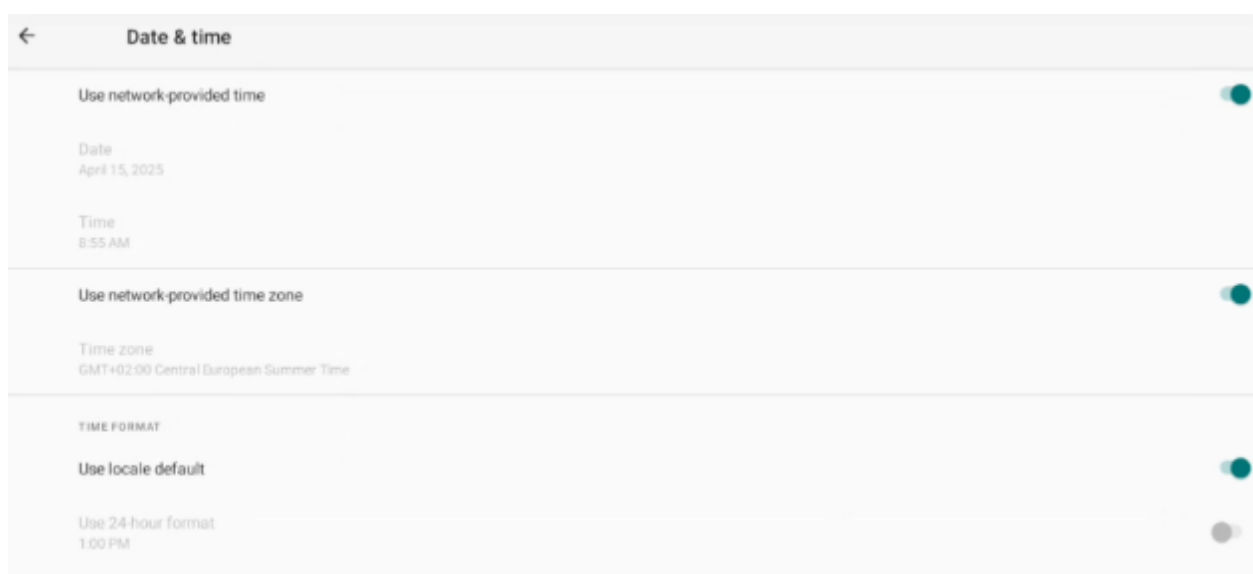 Date & time
Use network-provided time
Date
April 15, 2025
Time
8:55 AM
Use network-provided time zone
Time zone
GMT+02:00 Central European Summer Time
TIME FORMAT
Use locale default
Use 24-hour format
1:00 PM